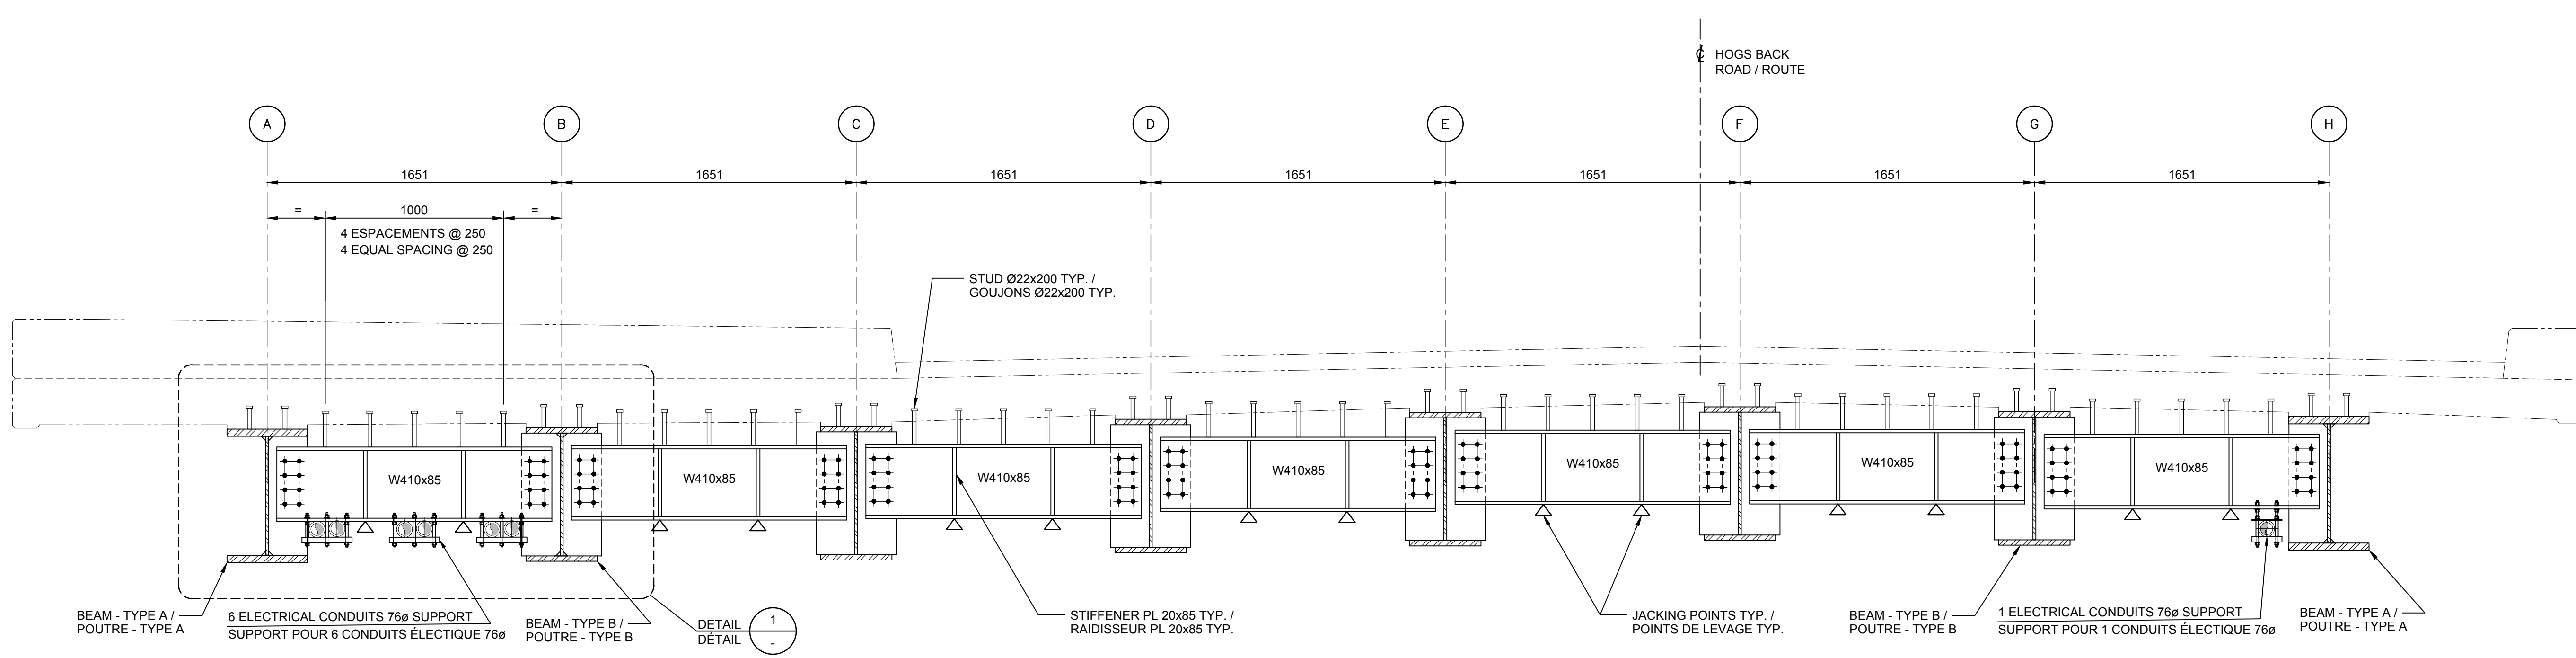 ℄ HOGS BACK
ROAD / ROUTE
A B C D E F G H
1651 1651 1651 1651 1651 1651 1651
= 1000 =
4 ESPACEMENTS @ 250
4 EQUAL SPACING @ 250
STUD Ø22x200 TYP. /
GOUJONS Ø22x200 TYP.
W410x85 W410x85 W410x85 W410x85 W410x85 W410x85 W410x85
BEAM - TYPE A /
POUTRE - TYPE A
6 ELECTRICAL CONDUITS 76ø SUPPORT
SUPPORT POUR 6 CONDUITS ÉLECTIQUE 76ø
BEAM - TYPE B /
POUTRE - TYPE B
DETAIL 1
DÉTAIL -
STIFFENER PL 20x85 TYP. /
RAIDISSEUR PL 20x85 TYP.
JACKING POINTS TYP. /
POINTS DE LEVAGE TYP.
BEAM - TYPE B /
POUTRE - TYPE B
1 ELECTRICAL CONDUITS 76ø SUPPORT
SUPPORT POUR 1 CONDUITS ÉLECTIQUE 76ø
BEAM - TYPE A /
POUTRE - TYPE A